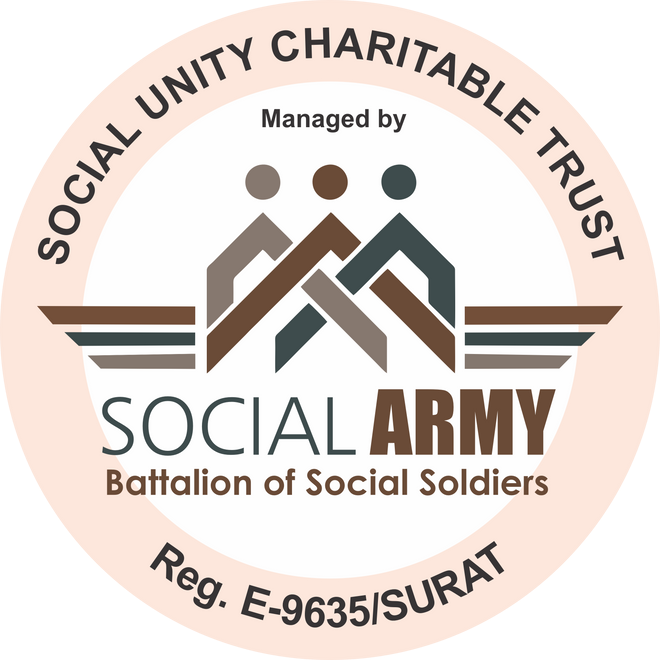 SOCIAL UNITY CHARITABLE TRUST
Managed by
SOCIAL ARMY
Battalion of Social Soldiers
Reg. E-9635/SURAT